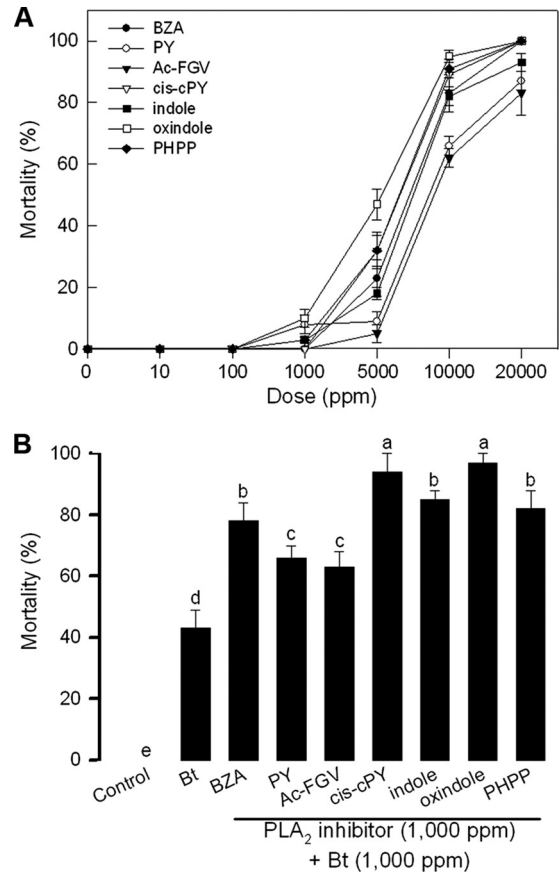 A
BZA
PY
Ac-FGV
cis-cPY
indole
oxindole
PHPP
Mortality (%)
100
80
60
40
20
0
0 10 100 1000 5000 10000 20000
Dose (ppm)
B
Mortality (%)
100
80
60
40
20
0
e d b c c a b a b
Control Bt BZA PY Ac-FGV cis-cPY indole oxindole PHPP
PLA2 inhibitor (1,000 ppm)
+ Bt (1,000 ppm)